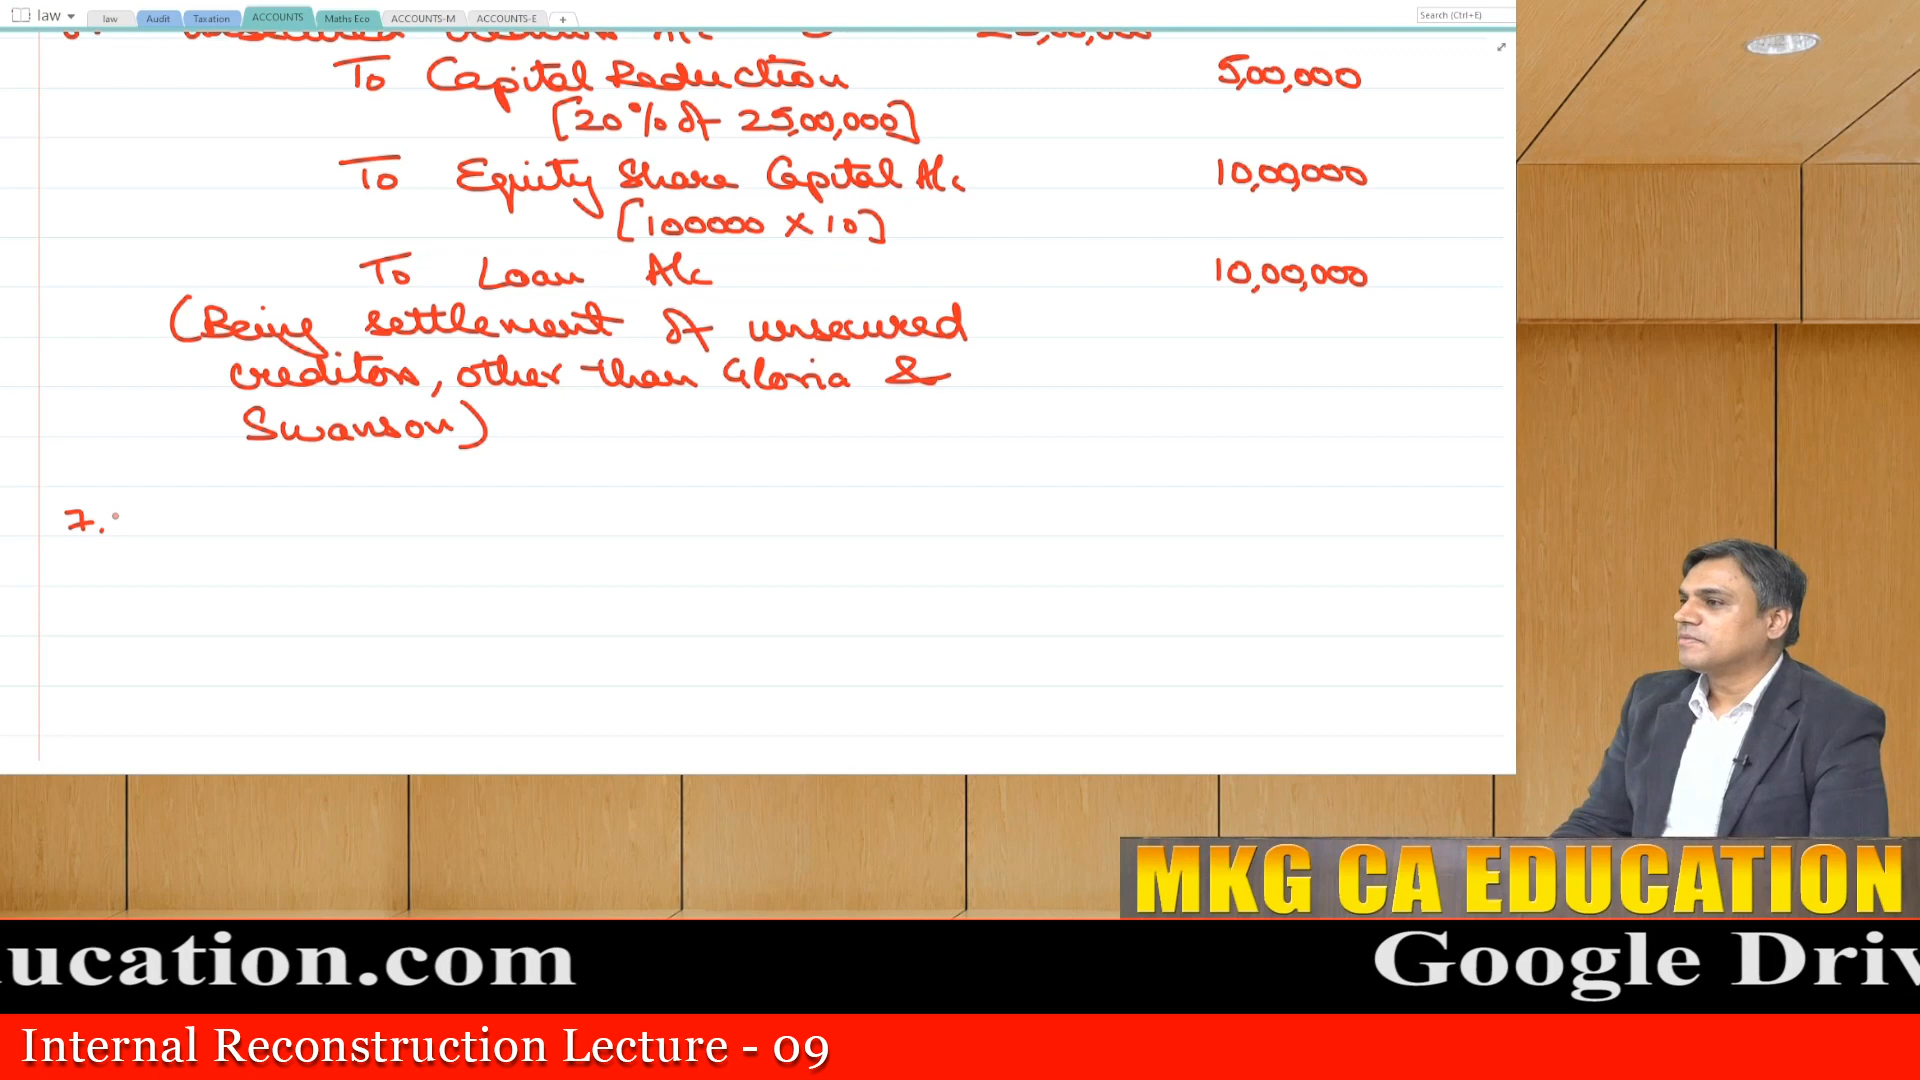 law
law Audit Taxation ACCOUNTS Maths Eco ACCOUNTS-M ACCOUNTS-E +
Search (Ctrl+E)
To Capital Reduction 5,00,000
[20% of 25,00,000]
To Equity Share Capital A/c 10,00,000
[100000 X 10]
To Loan A/c 10,00,000
(Being settlement of unsecured
creditors, other than Gloria &
Swanson)
7.
MKG CA EDUCATION
ucation.com Google Driv
Internal Reconstruction Lecture - 09